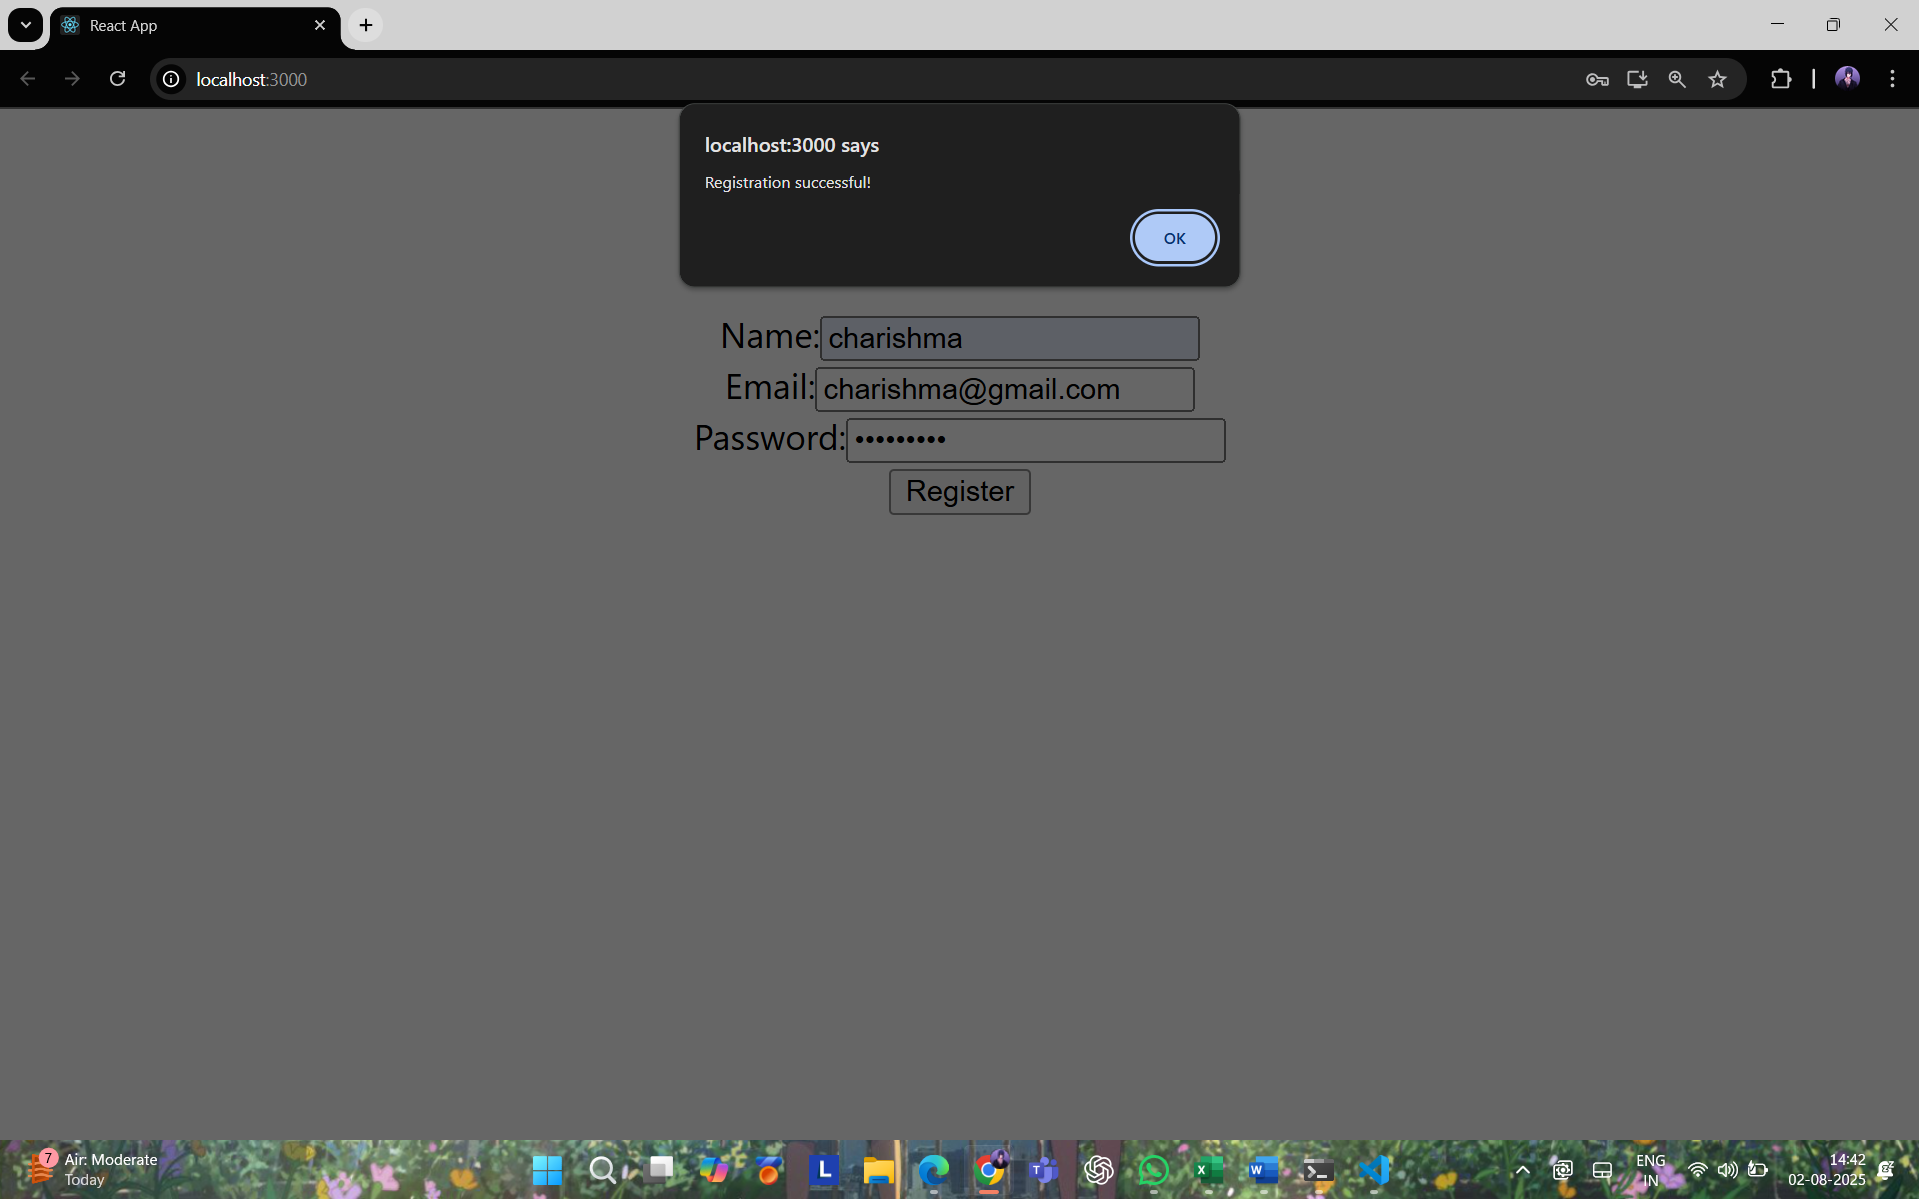 React App
localhost:3000
localhost:3000 says
Registration successful!
OK
Name: charishma
Email: charishma@gmail.com
Password: •••••••••
Register
7
Air: Moderate
Today
L
T
X
W
ENG
IN
14:42
02-08-2025